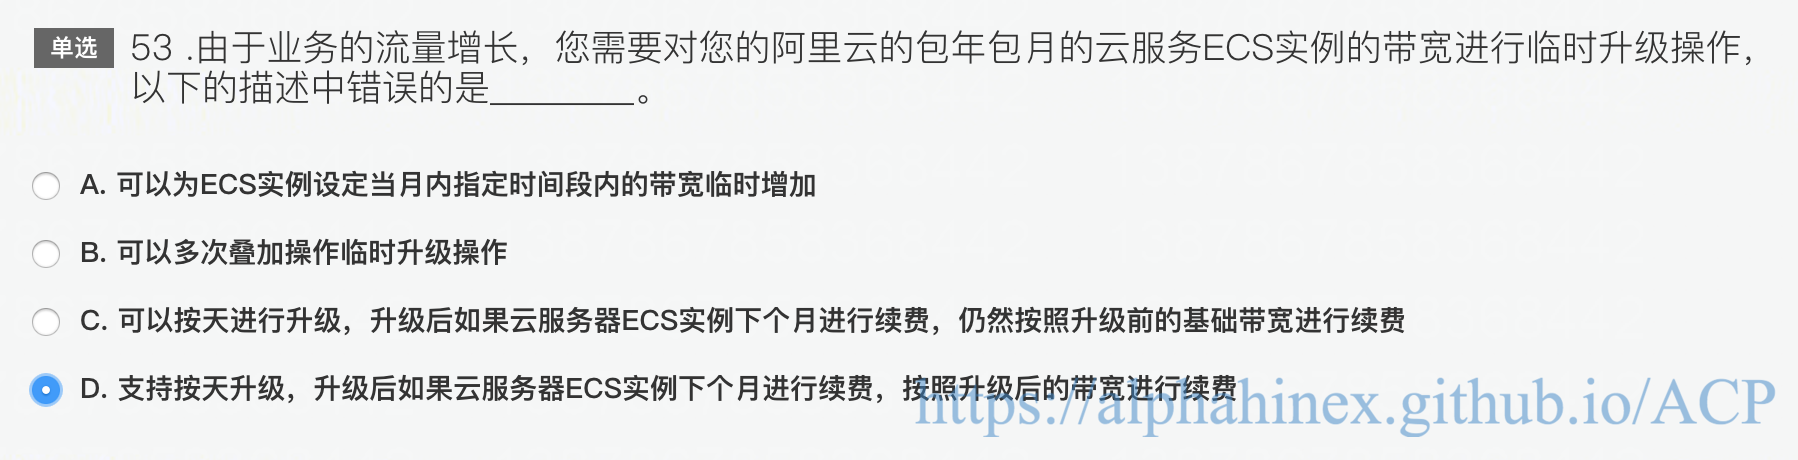 单选 53 .由于业务的流量增长，您需要对您的阿里云的包年包月的云服务ECS实例的带宽进行临时升级操作，
以下的描述中错误的是________。
A. 可以为ECS实例设定当月内指定时间段内的带宽临时增加
B. 可以多次叠加操作临时升级操作
C. 可以按天进行升级，升级后如果云服务器ECS实例下个月进行续费，仍然按照升级前的基础带宽进行续费
D. 支持按天升级，升级后如果云服务器ECS实例下个月进行续费，按照升级后的带宽进行续费
https://alphahinex.github.io/ACP